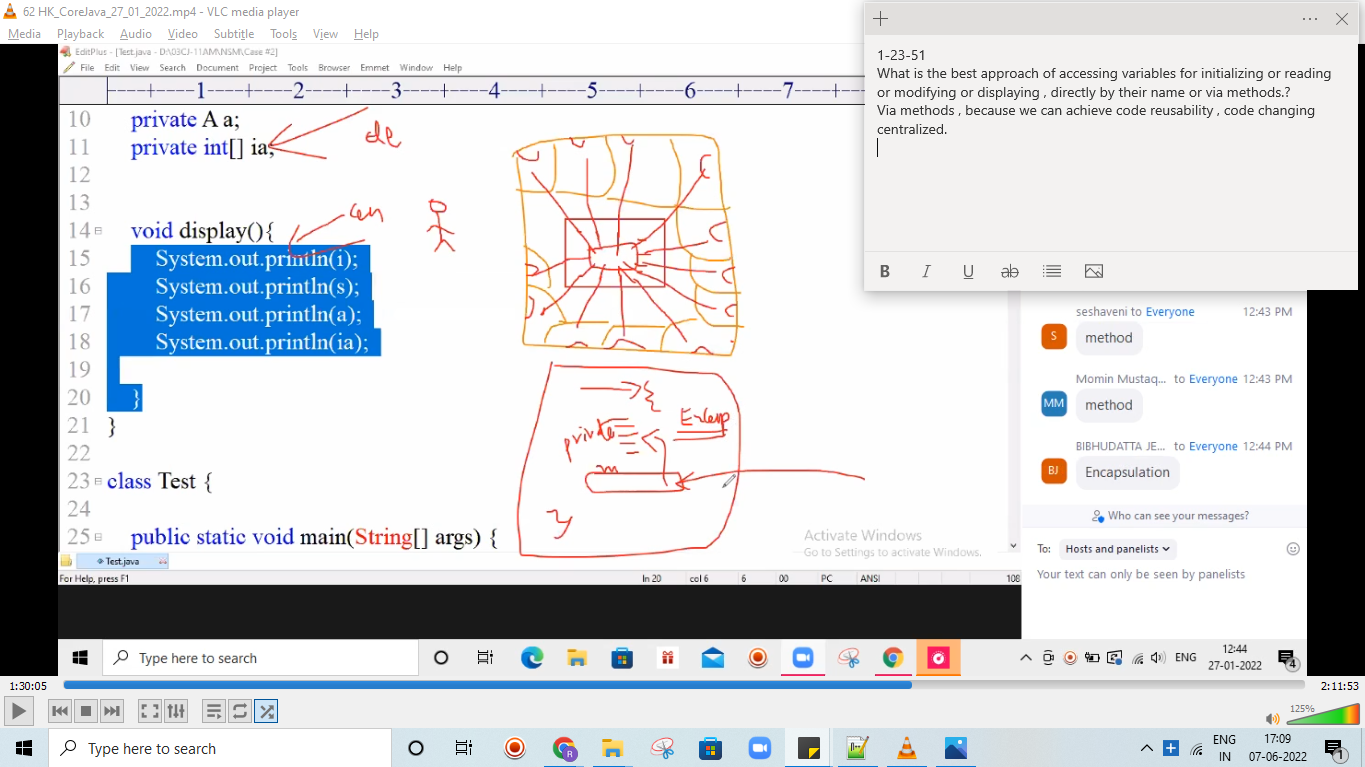 62 HK_CoreJava_27_01_2022.mp4 - VLC media player
Media Playback Audio Video Subtitle Tools View Help
EditPlus - [Test.java - D:\03CJ-11AM\NSM\Case #2]
File Edit View Search Document Project Tools Browser Emmet Window Help
----+----1----+----2----+----3----+----4----+----5----+----6----+----7----+--
10 private A a;
11 private int[] ia;
12
13
14 void display(){
15 System.out.println(i);
16 System.out.println(s);
17 System.out.println(a);
18 System.out.println(ia);
19
20 }
21 }
22
23 class Test {
24
25 public static void main(String[] args) {
private
m
Test.java
For Help, press F1
ln 20 col 6 6 00 PC ANSI 108
Activate Windows
Go to Settings to activate Windows.
1-23-51
What is the best approach of accessing variables for initializing or reading
or modifying or displaying , directly by their name or via methods.?
Via methods , because we can achieve code reusability , code changing
centralized.
B I U ab
seshaveni to Everyone 12:43 PM
S method
Momin Mustaq... to Everyone 12:43 PM
MM method
BIBHUDATTA JE... to Everyone 12:44 PM
BJ Encapsulation
Who can see your messages?
To: Hosts and panelists
Your text can only be seen by panelists
Type here to search
ENG
12:44
27-01-2022
4
1:30:05
2:11:53
125%
Type here to search
ENG
IN
17:09
07-06-2022
1